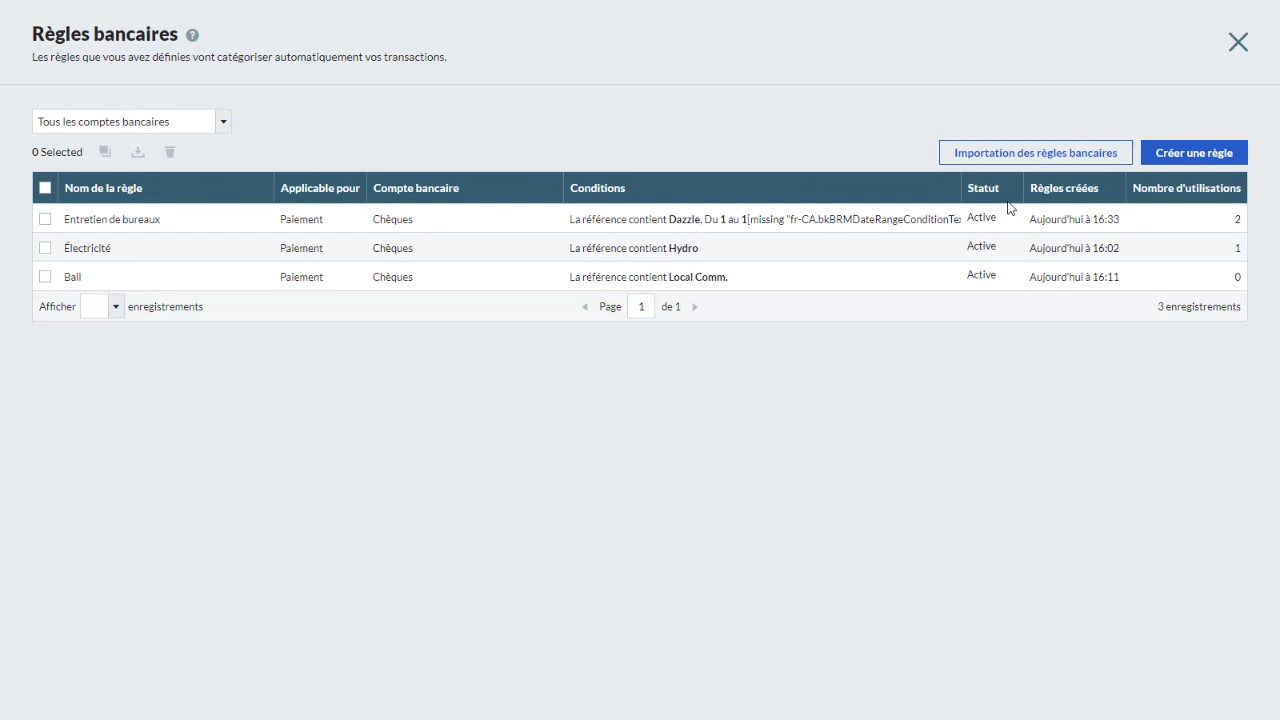 Règles bancaires ?
Les règles que vous avez définies vont catégoriser automatiquement vos transactions.
Tous les comptes bancaires
0 Selected
Importation des règles bancaires
Créer une règle
Nom de la règle Applicable pour Compte bancaire Conditions Statut Règles créées Nombre d'utilisations
Entretien de bureaux Paiement Chèques La référence contient Dazzle, Du 1 au 1[missing "fr-CA.bkBRMDateRangeConditionTex Active Aujourd'hui à 16:33 2
Électricité Paiement Chèques La référence contient Hydro Active Aujourd'hui à 16:02 1
Bail Paiement Chèques La référence contient Local Comm. Active Aujourd'hui à 16:11 0
Afficher enregistrements Page 1 de 1 3 enregistrements